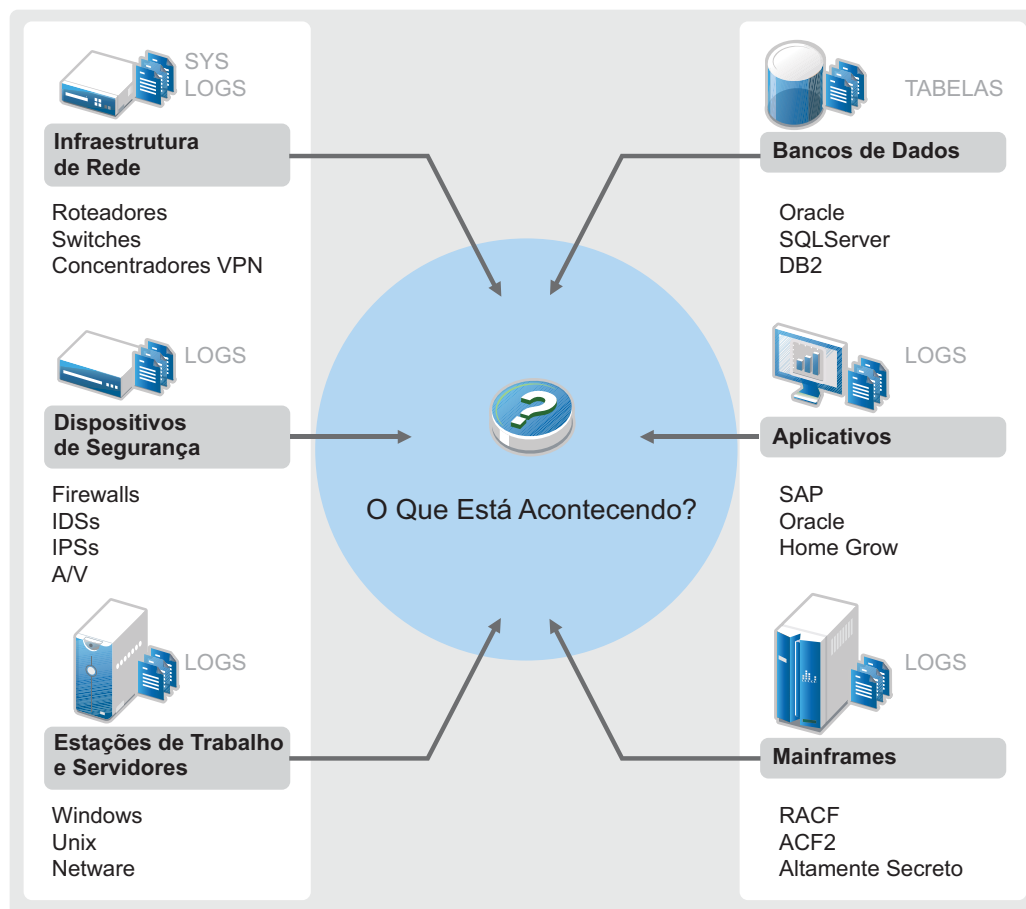 SYS
LOGS
Infraestrutura
de Rede
Roteadores
Switches
Concentradores VPN
LOGS
Dispositivos
de Segurança
Firewalls
IDSs
IPSs
A/V
LOGS
Estações de Trabalho
e Servidores
Windows
Unix
Netware
?
O Que Está Acontecendo?
TABELAS
Bancos de Dados
Oracle
SQLServer
DB2
LOGS
Aplicativos
SAP
Oracle
Home Grow
LOGS
Mainframes
RACF
ACF2
Altamente Secreto